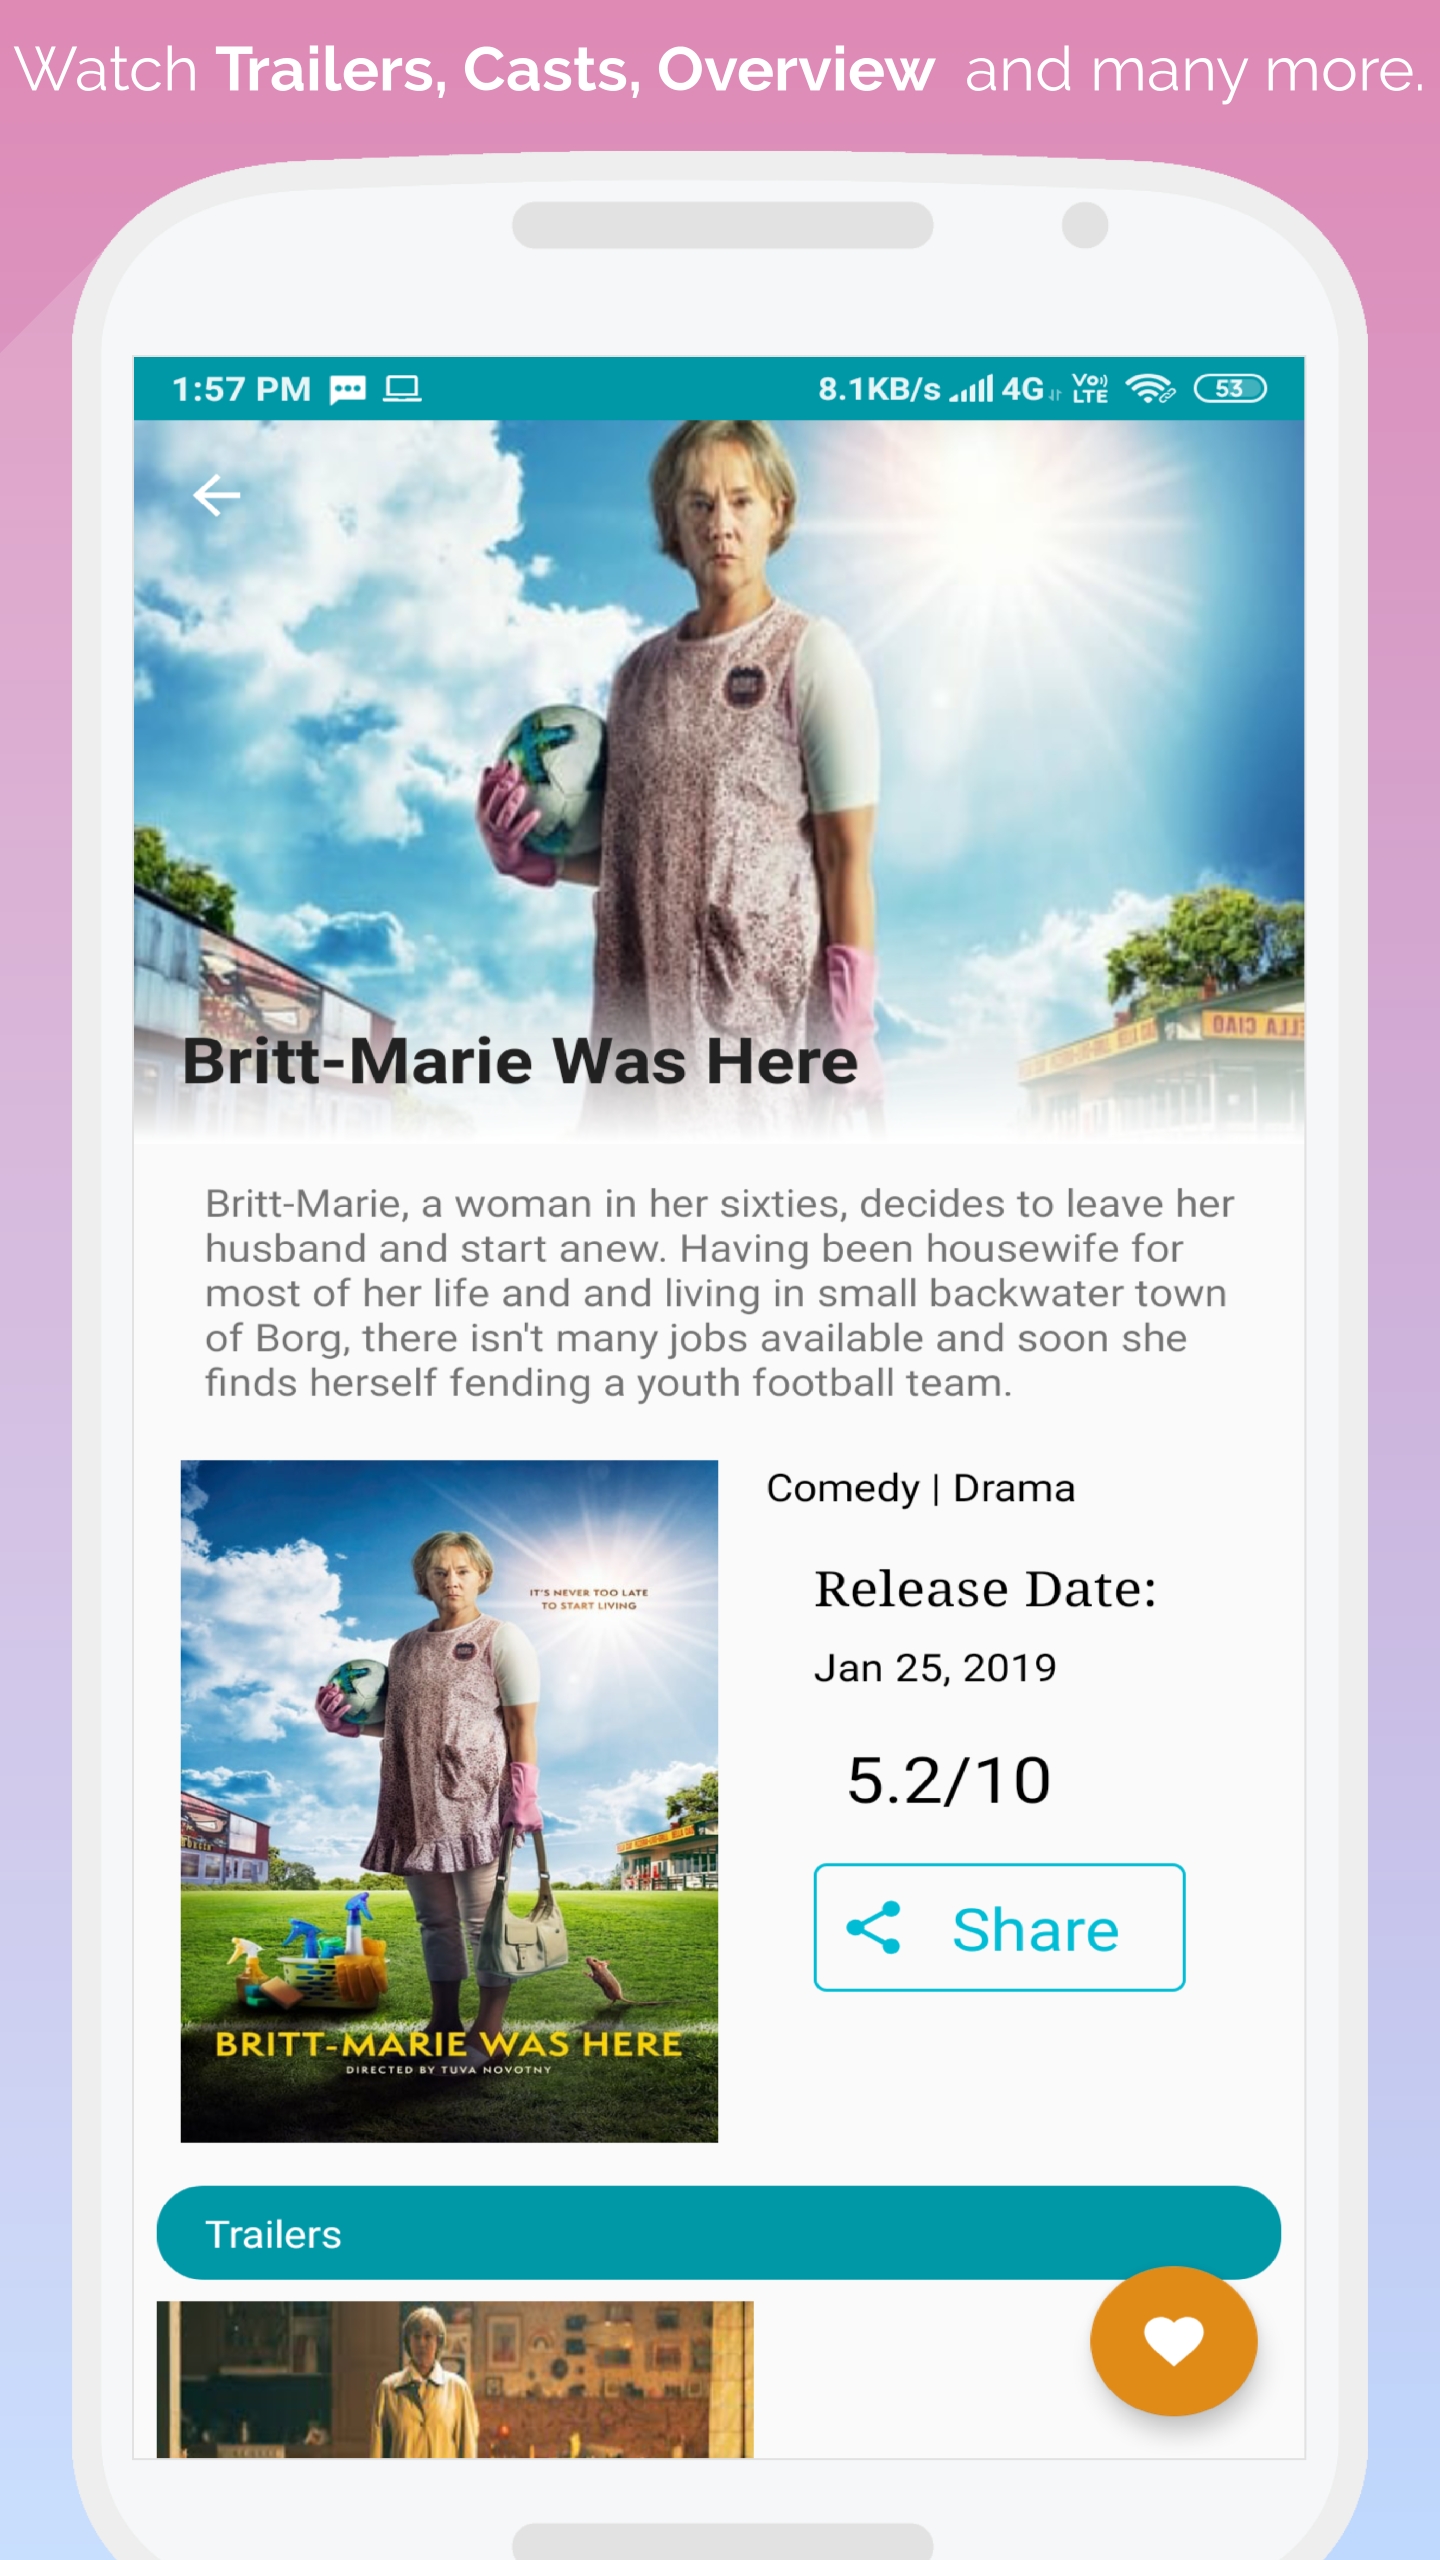 Watch Trailers, Casts, Overview and many more.
1:57 PM 8.1KB/s 4G VoLTE 53
Britt-Marie Was Here
Britt-Marie, a woman in her sixties, decides to leave her
husband and start anew. Having been housewife for
most of her life and and living in small backwater town
of Borg, there isn't many jobs available and soon she
finds herself fending a youth football team.
IT'S NEVER TOO LATE
TO START LIVING
BRITT-MARIE WAS HERE
DIRECTED BY TUVA NOVOTNY
Comedy | Drama
Release Date:
Jan 25, 2019
5.2/10
Share
Trailers